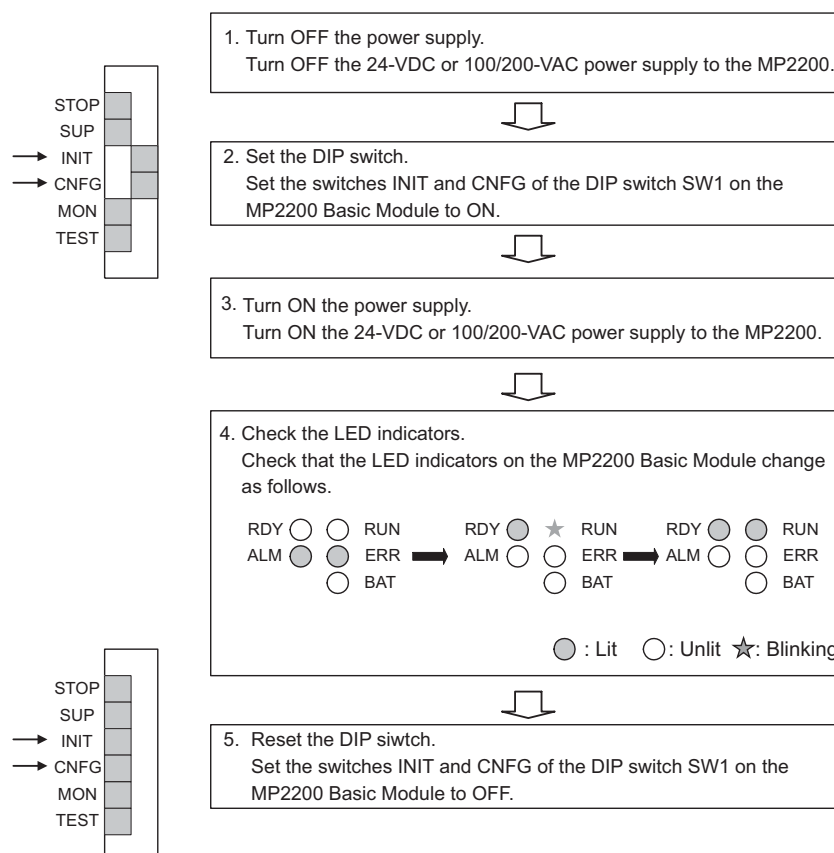 1. Turn OFF the power supply.
Turn OFF the 24-VDC or 100/200-VAC power supply to the MP2200.
STOP
SUP
INIT
CNFG
MON
TEST
2. Set the DIP switch.
Set the switches INIT and CNFG of the DIP switch SW1 on the
MP2200 Basic Module to ON.
3. Turn ON the power supply.
Turn ON the 24-VDC or 100/200-VAC power supply to the MP2200.
4. Check the LED indicators.
Check that the LED indicators on the MP2200 Basic Module change
as follows.
RDY RUN RDY RUN RDY RUN
ALM ERR ALM ERR ALM ERR
BAT BAT BAT
: Lit : Unlit : Blinking
STOP
SUP
INIT
CNFG
MON
TEST
5. Reset the DIP siwtch.
Set the switches INIT and CNFG of the DIP switch SW1 on the
MP2200 Basic Module to OFF.